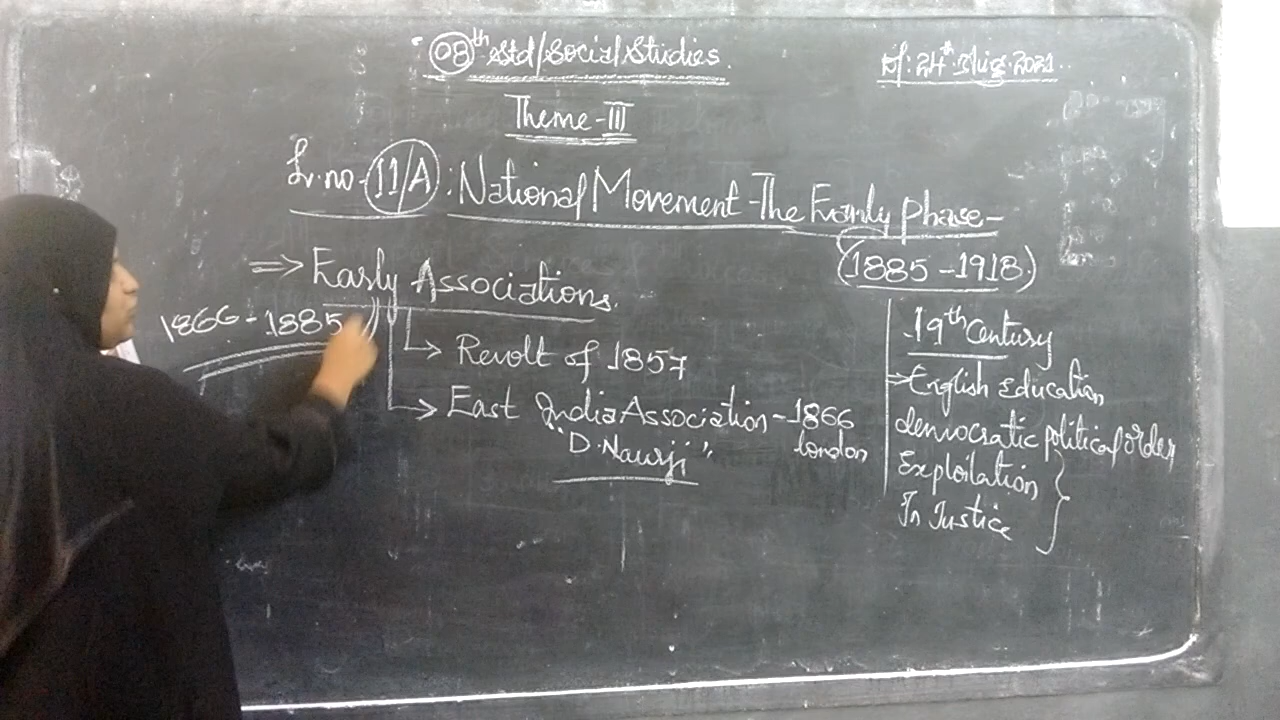 08th Std/Social Studies.
Dt: 24th Aug. 2021.
Theme-III
Lr.no-11/A: National Movement-The Early phase-
(1885-1918)
=> Early Associations.
1866-1885
Revolt of 1857
East India Association-1866
london
"D. Nauroji"
19th Century
English Education
democratic political order
Exploilation
In Justice